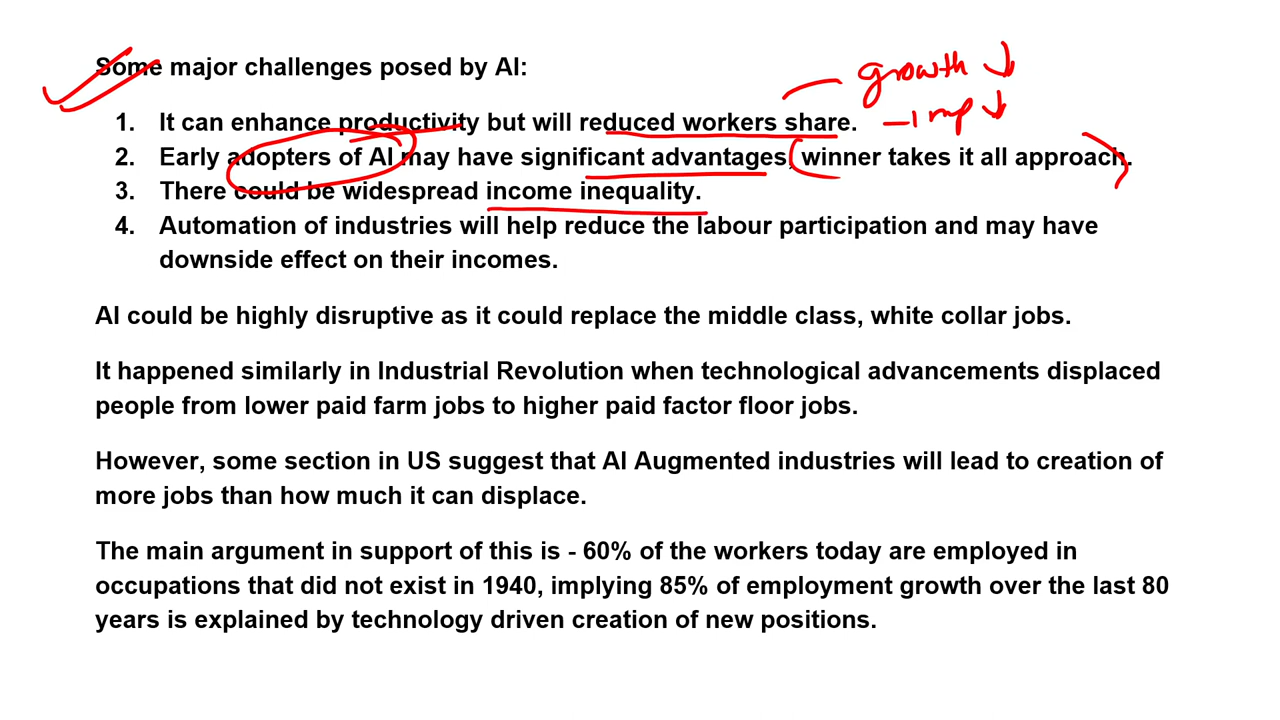 Some major challenges posed by AI:
growth ↓
1. It can enhance productivity but will reduced workers share.
- imp ↓
2. Early adopters of AI may have significant advantages, winner takes it all approach.
3. There could be widespread income inequality.
4. Automation of industries will help reduce the labour participation and may have
downside effect on their incomes.
AI could be highly disruptive as it could replace the middle class, white collar jobs.
It happened similarly in Industrial Revolution when technological advancements displaced
people from lower paid farm jobs to higher paid factor floor jobs.
However, some section in US suggest that AI Augmented industries will lead to creation of
more jobs than how much it can displace.
The main argument in support of this is - 60% of the workers today are employed in
occupations that did not exist in 1940, implying 85% of employment growth over the last 80
years is explained by technology driven creation of new positions.